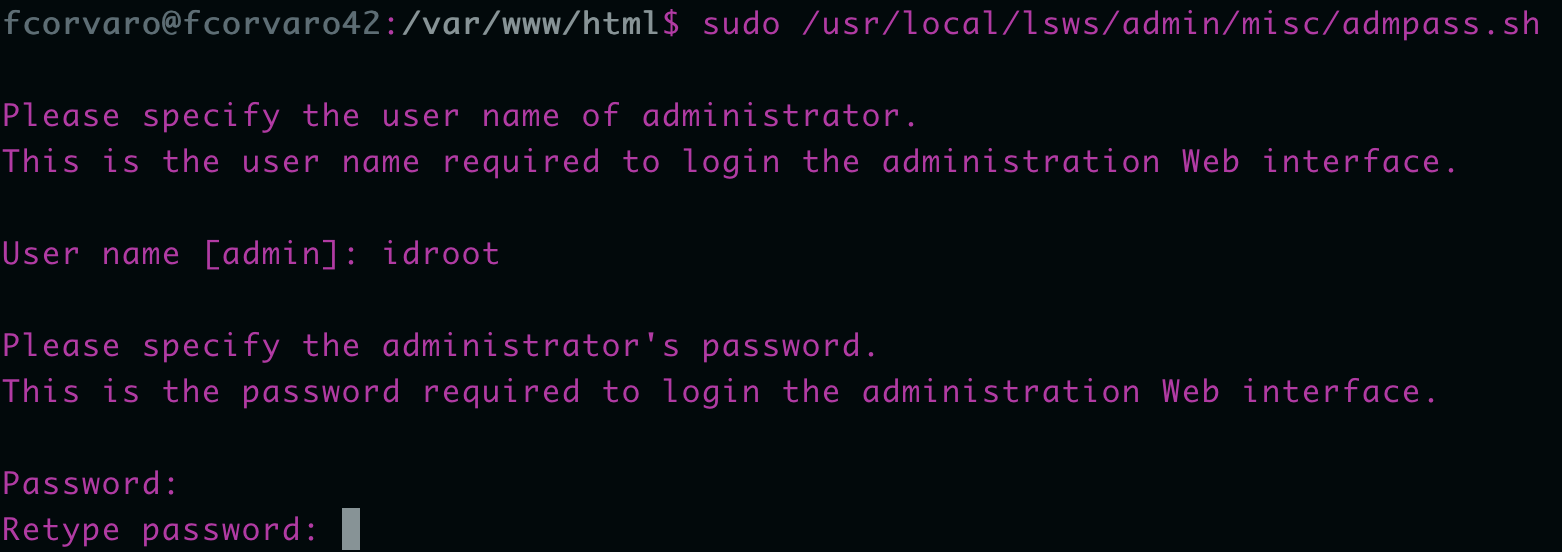 fcorvaro@fcorvaro42:/var/www/html$ sudo /usr/local/lsws/admin/misc/admpass.sh
Please specify the user name of administrator.
This is the user name required to login the administration Web interface.
User name [admin]: idroot
Please specify the administrator's password.
This is the password required to login the administration Web interface.
Password:
Retype password: